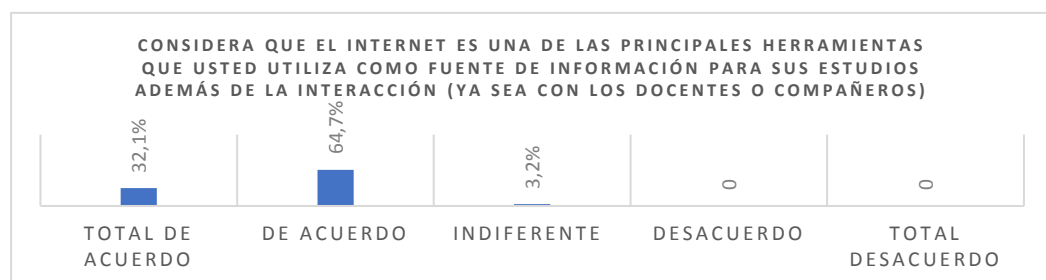 CONSIDERA QUE EL INTERNET ES UNA DE LAS PRINCIPALES HERRAMIENTAS
QUE USTED UTILIZA COMO FUENTE DE INFORMACIÓN PARA SUS ESTUDIOS
ADEMÁS DE LA INTERACCIÓN (YA SEA CON LOS DOCENTES O COMPAÑEROS)
32,1%
64,7%
3,2%
0
0
TOTAL DE
ACUERDO
DE ACUERDO
INDIFERENTE
DESACUERDO
TOTAL
DESACUERDO